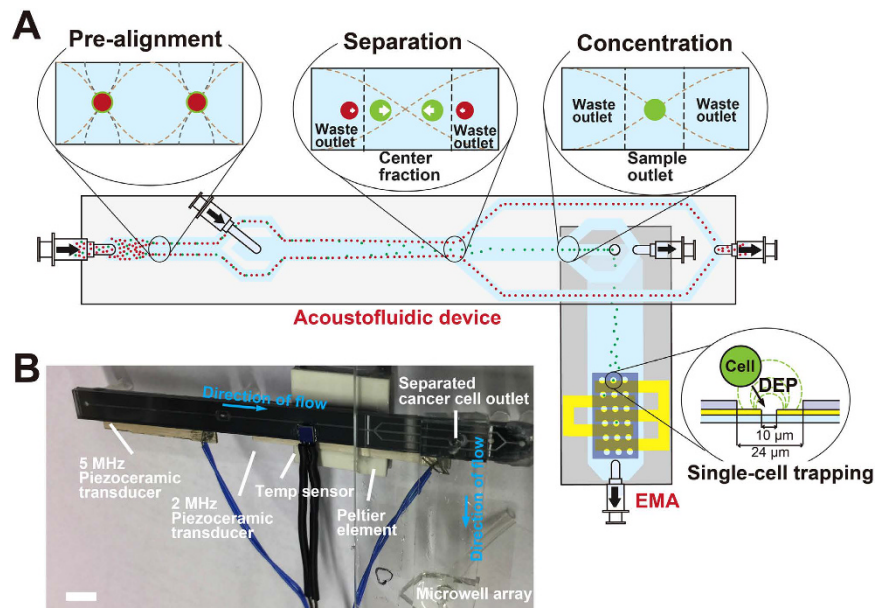 A
Pre-alignment
Separation
Concentration
Waste
outlet
Waste
outlet
Center
fraction
Waste
outlet
Waste
outlet
Sample
outlet
Acoustofluidic device
B
Direction of flow
Separated
cancer cell outlet
5 MHz
Piezoceramic
transducer
2 MHz
Piezoceramic
transducer
Temp sensor
Peltier
element
Direction of flow
Microwell array
Cell
DEP
10 µm
24 µm
Single-cell trapping
EMA